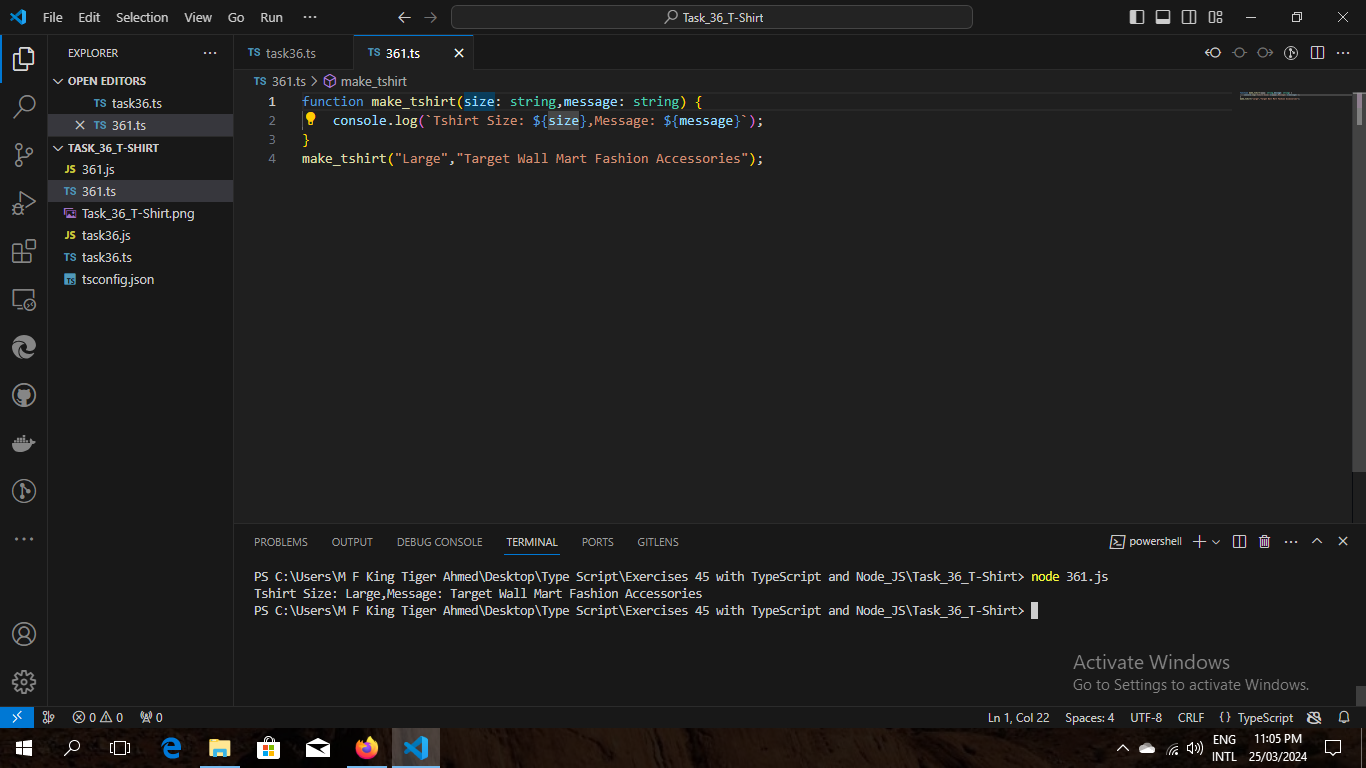 File Edit Selection View Go Run ··· Task_36_T-Shirt
EXPLORER ···
OPEN EDITORS
TS task36.ts
TS 361.ts
TASK_36_T-SHIRT
JS 361.js
TS 361.ts
Task_36_T-Shirt.png
JS task36.js
TS task36.ts
TS tsconfig.json
TS task36.ts TS 361.ts
TS 361.ts > make_tshirt
1 function make_tshirt(size: string,message: string) {
2 console.log(`Tshirt Size: ${size},Message: ${message}`);
3 }
4 make_tshirt("Large","Target Wall Mart Fashion Accessories");
PROBLEMS OUTPUT DEBUG CONSOLE TERMINAL PORTS GITLENS powershell
PS C:\Users\M F King Tiger Ahmed\Desktop\Type Script\Exercises 45 with TypeScript and Node_JS\Task_36_T-Shirt> node 361.js
Tshirt Size: Large,Message: Target Wall Mart Fashion Accessories
PS C:\Users\M F King Tiger Ahmed\Desktop\Type Script\Exercises 45 with TypeScript and Node_JS\Task_36_T-Shirt>
Activate Windows
Go to Settings to activate Windows.
0 0 0 Ln 1, Col 22 Spaces: 4 UTF-8 CRLF {} TypeScript
ENG 11:05 PM
INTL 25/03/2024